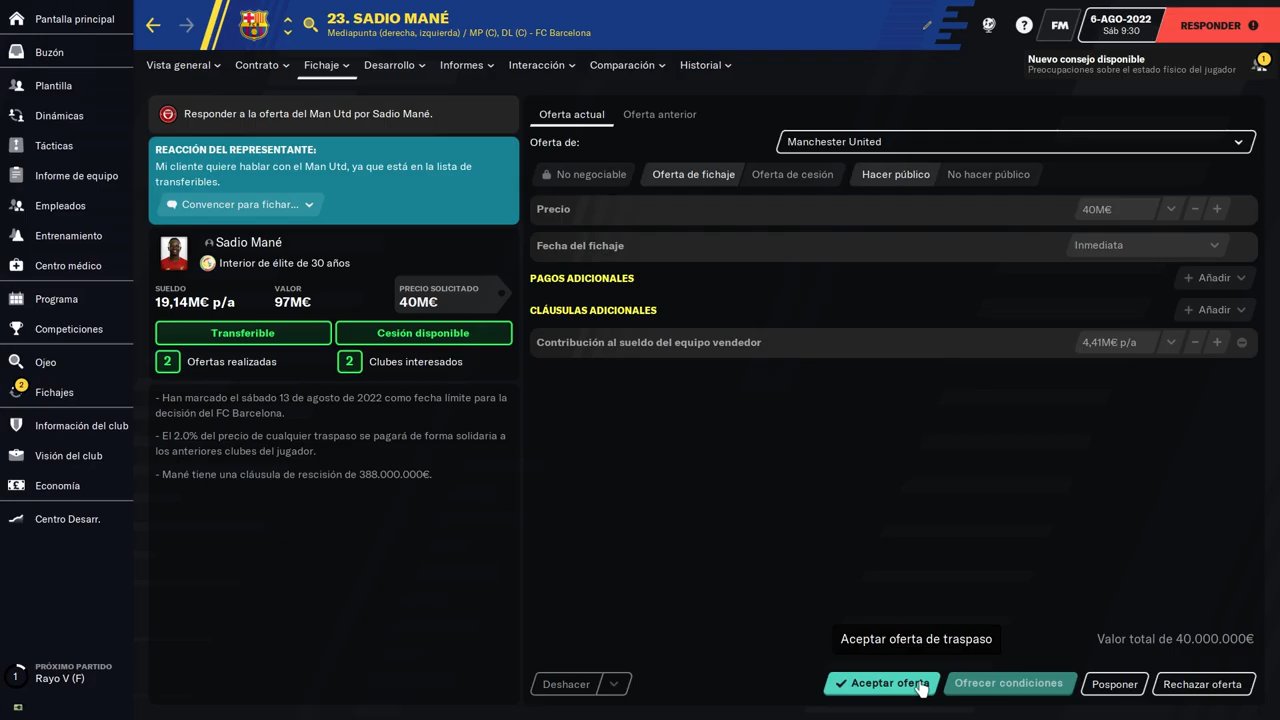 Pantalla principal
Buzón
Plantilla
Dinámicas
Tácticas
Informe de equipo
Empleados
Entrenamiento
Centro médico
Programa
Competiciones
Ojeo
2
Fichajes
Información del club
Visión del club
Economía
Centro Desarr.
1
PRÓXIMO PARTIDO
Rayo V (F)
23. SADIO MANÉ
Mediapunta (derecha, izquierda) / MP (C), DL (C) - FC Barcelona
FM
6-AGO-2022
Sáb 9:30
RESPONDER
Vista general
Contrato
Fichaje
Desarrollo
Informes
Interacción
Comparación
Historial
Nuevo consejo disponible
Preocupaciones sobre el estado físico del jugador
1
Responder a la oferta del Man Utd por Sadio Mané.
REACCIÓN DEL REPRESENTANTE:
Mi cliente quiere hablar con el Man Utd, ya que está en la lista de
transferibles.
Convencer para fichar...
Sadio Mané
Interior de élite de 30 años
SUELDO
19,14M€ p/a
VALOR
97M€
PRECIO SOLICITADO
40M€
Transferible
Cesión disponible
2 Ofertas realizadas
2 Clubes interesados
- Han marcado el sábado 13 de agosto de 2022 como fecha límite para la
decisión del FC Barcelona.
- El 2.0% del precio de cualquier traspaso se pagará de forma solidaria a
los anteriores clubes del jugador.
- Mané tiene una cláusula de rescisión de 388.000.000€.
Oferta actual
Oferta anterior
Oferta de:
Manchester United
No negociable
Oferta de fichaje
Oferta de cesión
Hacer público
No hacer público
Precio
40M€
Fecha del fichaje
Inmediata
PAGOS ADICIONALES
Añadir
CLÁUSULAS ADICIONALES
Añadir
Contribución al sueldo del equipo vendedor
4,41M€ p/a
Aceptar oferta de traspaso
Valor total de 40.000.000€
Deshacer
Aceptar oferta
Ofrecer condiciones
Posponer
Rechazar oferta